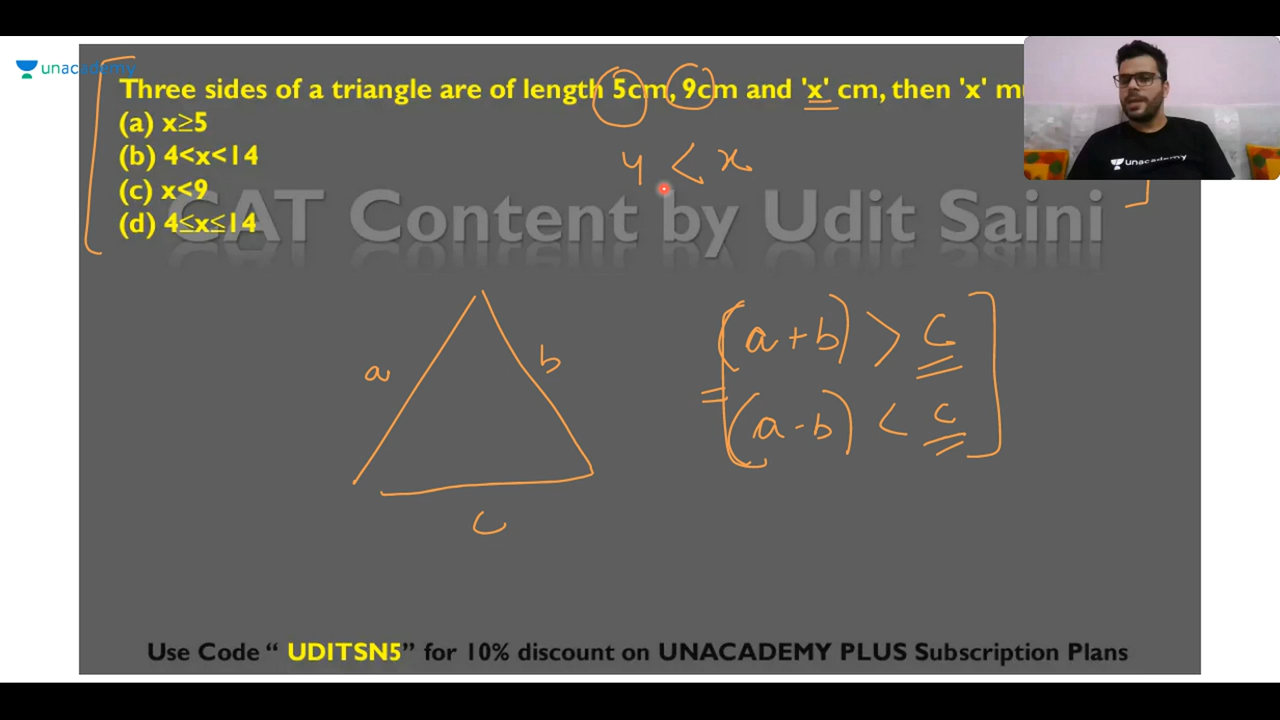 unacademy
Three sides of a triangle are of length 5cm, 9cm and 'x' cm, then 'x'
(a) x≥5
(b) 4<x<14
(c) x<9
(d) 4≤x≤14
4 < x
unacademy
CAT Content by Udit Saini
a
b
c
(a+b) > c
(a-b) < c
Use Code “ UDITSN5” for 10% discount on UNACADEMY PLUS Subscription Plans